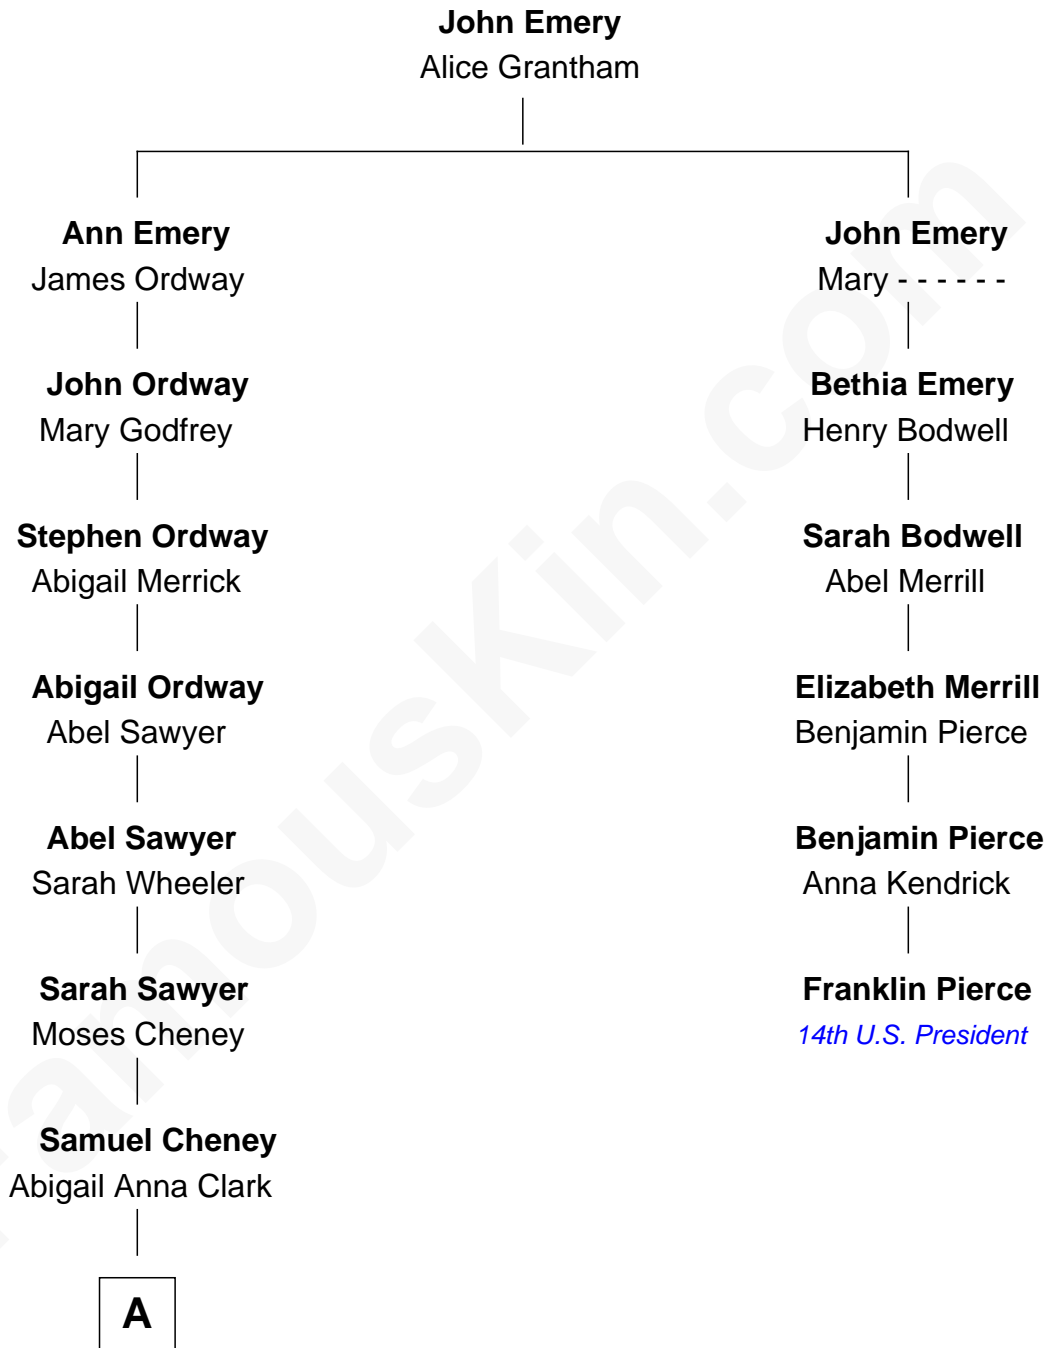 John Emery
Alice Grantham
Ann Emery
James Ordway
John Ordway
Mary Godfrey
Stephen Ordway
Abigail Merrick
Abigail Ordway
Abel Sawyer
Abel Sawyer
Sarah Wheeler
Sarah Sawyer
Moses Cheney
Samuel Cheney
Abigail Anna Clark
A
John Emery
Mary - - - - - -
Bethia Emery
Henry Bodwell
Sarah Bodwell
Abel Merrill
Elizabeth Merrill
Benjamin Pierce
Benjamin Pierce
Anna Kendrick
Franklin Pierce
14th U.S. President
FamousKin.com